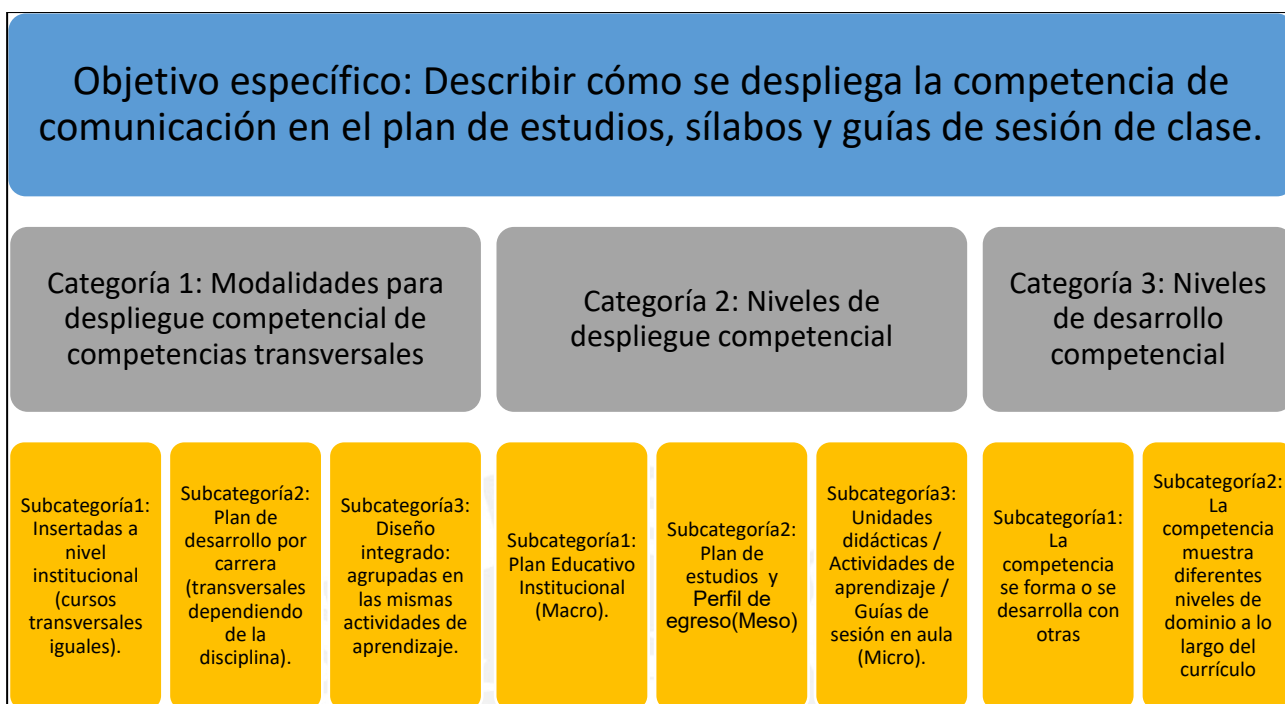 Objetivo específico: Describir cómo se despliega la competencia de
comunicación en el plan de estudios, sílabos y guías de sesión de clase.
Categoría 1: Modalidades para
despliegue competencial de
competencias transversales
Categoría 2: Niveles de
despliegue competencial
Categoría 3: Niveles
de desarrollo
competencial
Subcategoría1:
Insertadas a
nivel
institucional
(cursos
transversales
iguales).
Subcategoría2:
Plan de
desarrollo por
carrera
(transversales
dependiendo
de la
disciplina).
Subcategoría3:
Diseño
integrado:
agrupadas en
las mismas
actividades de
aprendizaje.
Subcategoría1:
Plan Educativo
Institucional
(Macro).
Subcategoría2:
Plan de
estudios y
Perfil de
egreso(Meso)
Subcategoría3:
Unidades
didácticas /
Actividades de
aprendizaje /
Guías de
sesión en aula
(Micro).
Subcategoría1:
La
competencia
se forma o se
desarrolla con
otras
Subcategoría2:
La
competencia
muestra
diferentes
niveles de
dominio a lo
largo del
currículo